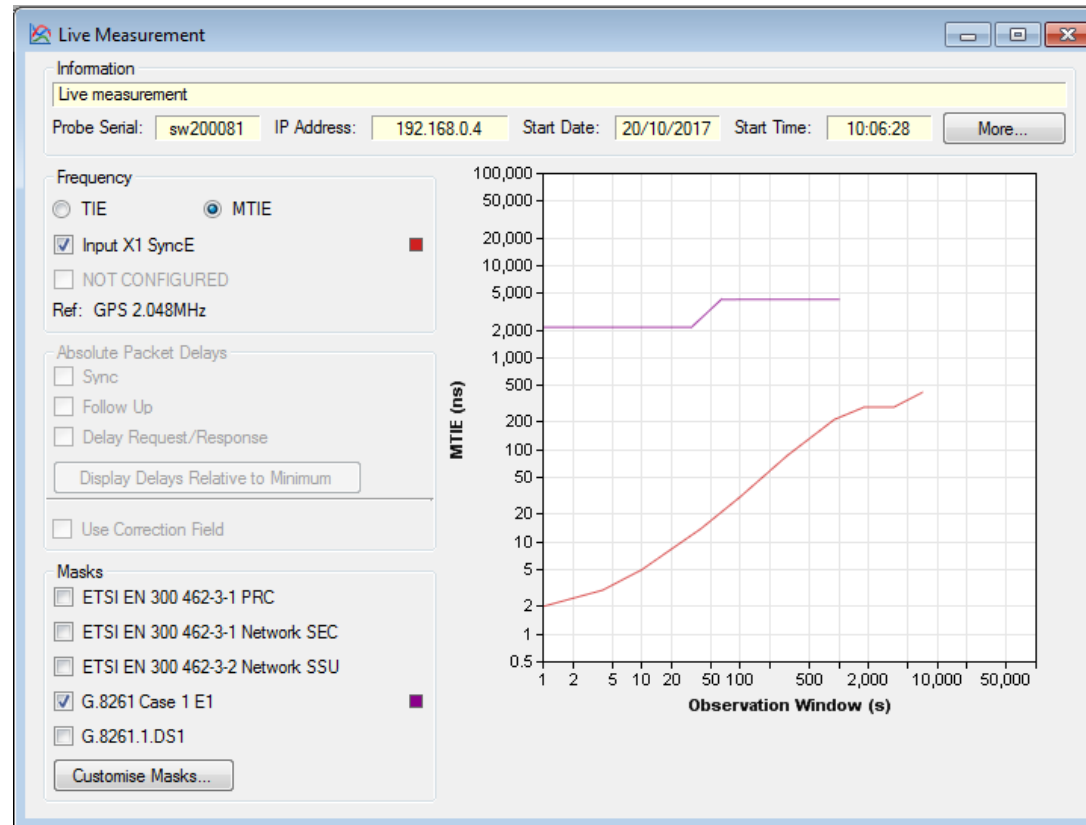 Live Measurement
Information
Live measurement
Probe Serial: sw200081 IP Address: 192.168.0.4 Start Date: 20/10/2017 Start Time: 10:06:28 More...
Frequency
TIE MTIE
Input X1 SyncE
NOT CONFIGURED
Ref: GPS 2.048MHz
Absolute Packet Delays
Sync
Follow Up
Delay Request/Response
Display Delays Relative to Minimum
Use Correction Field
Masks
ETSI EN 300 462-3-1 PRC
ETSI EN 300 462-3-1 Network SEC
ETSI EN 300 462-3-2 Network SSU
G.8261 Case 1 E1
G.8261.1.DS1
Customise Masks...
MTIE (ns)
100,000
50,000
20,000
10,000
5,000
2,000
1,000
500
200
100
50
20
10
5
2
1
0.5
1 2 5 10 20 50 100 500 2,000 10,000 50,000
Observation Window (s)